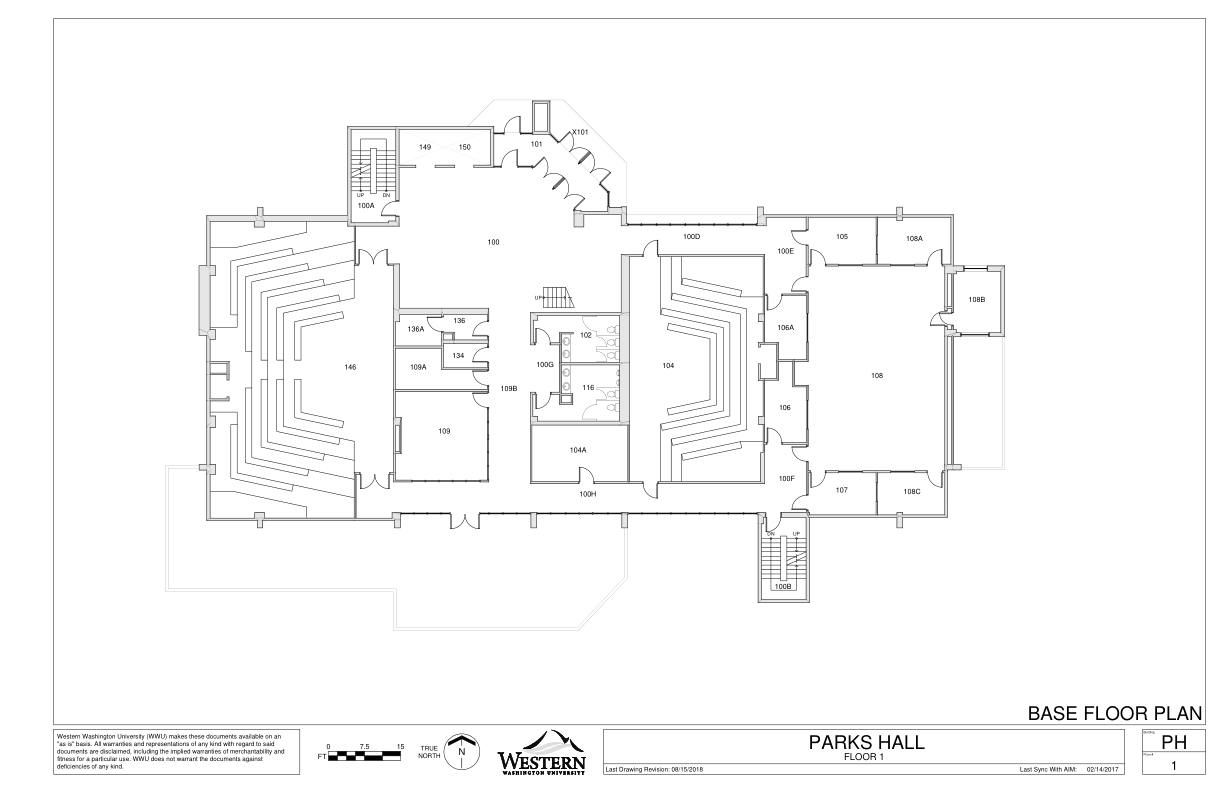 X101
101
149 150
UP DN
100A
100
100D
105
108A
100E
108B
UP
136A
136
102
106A
134
109A
100G
146
104
108
109B
116
106
109
104A
100F
107
108C
100H
DN UP
100B
BASE FLOOR PLAN
Western Washington University (WWU) makes these documents available on an
"as is" basis. All warranties and representations of any kind with regard to said
documents are disclaimed, including the implied warranties of merchantability and
fitness for a particular use. WWU does not warrant the documents against
deficiencies of any kind.
0 7.5 15
FT
TRUE
NORTH
N
WESTERN
WASHINGTON UNIVERSITY
PARKS HALL
FLOOR 1
Last Drawing Revision: 08/15/2018
Last Sync With AIM: 02/14/2017
Building
PH
1